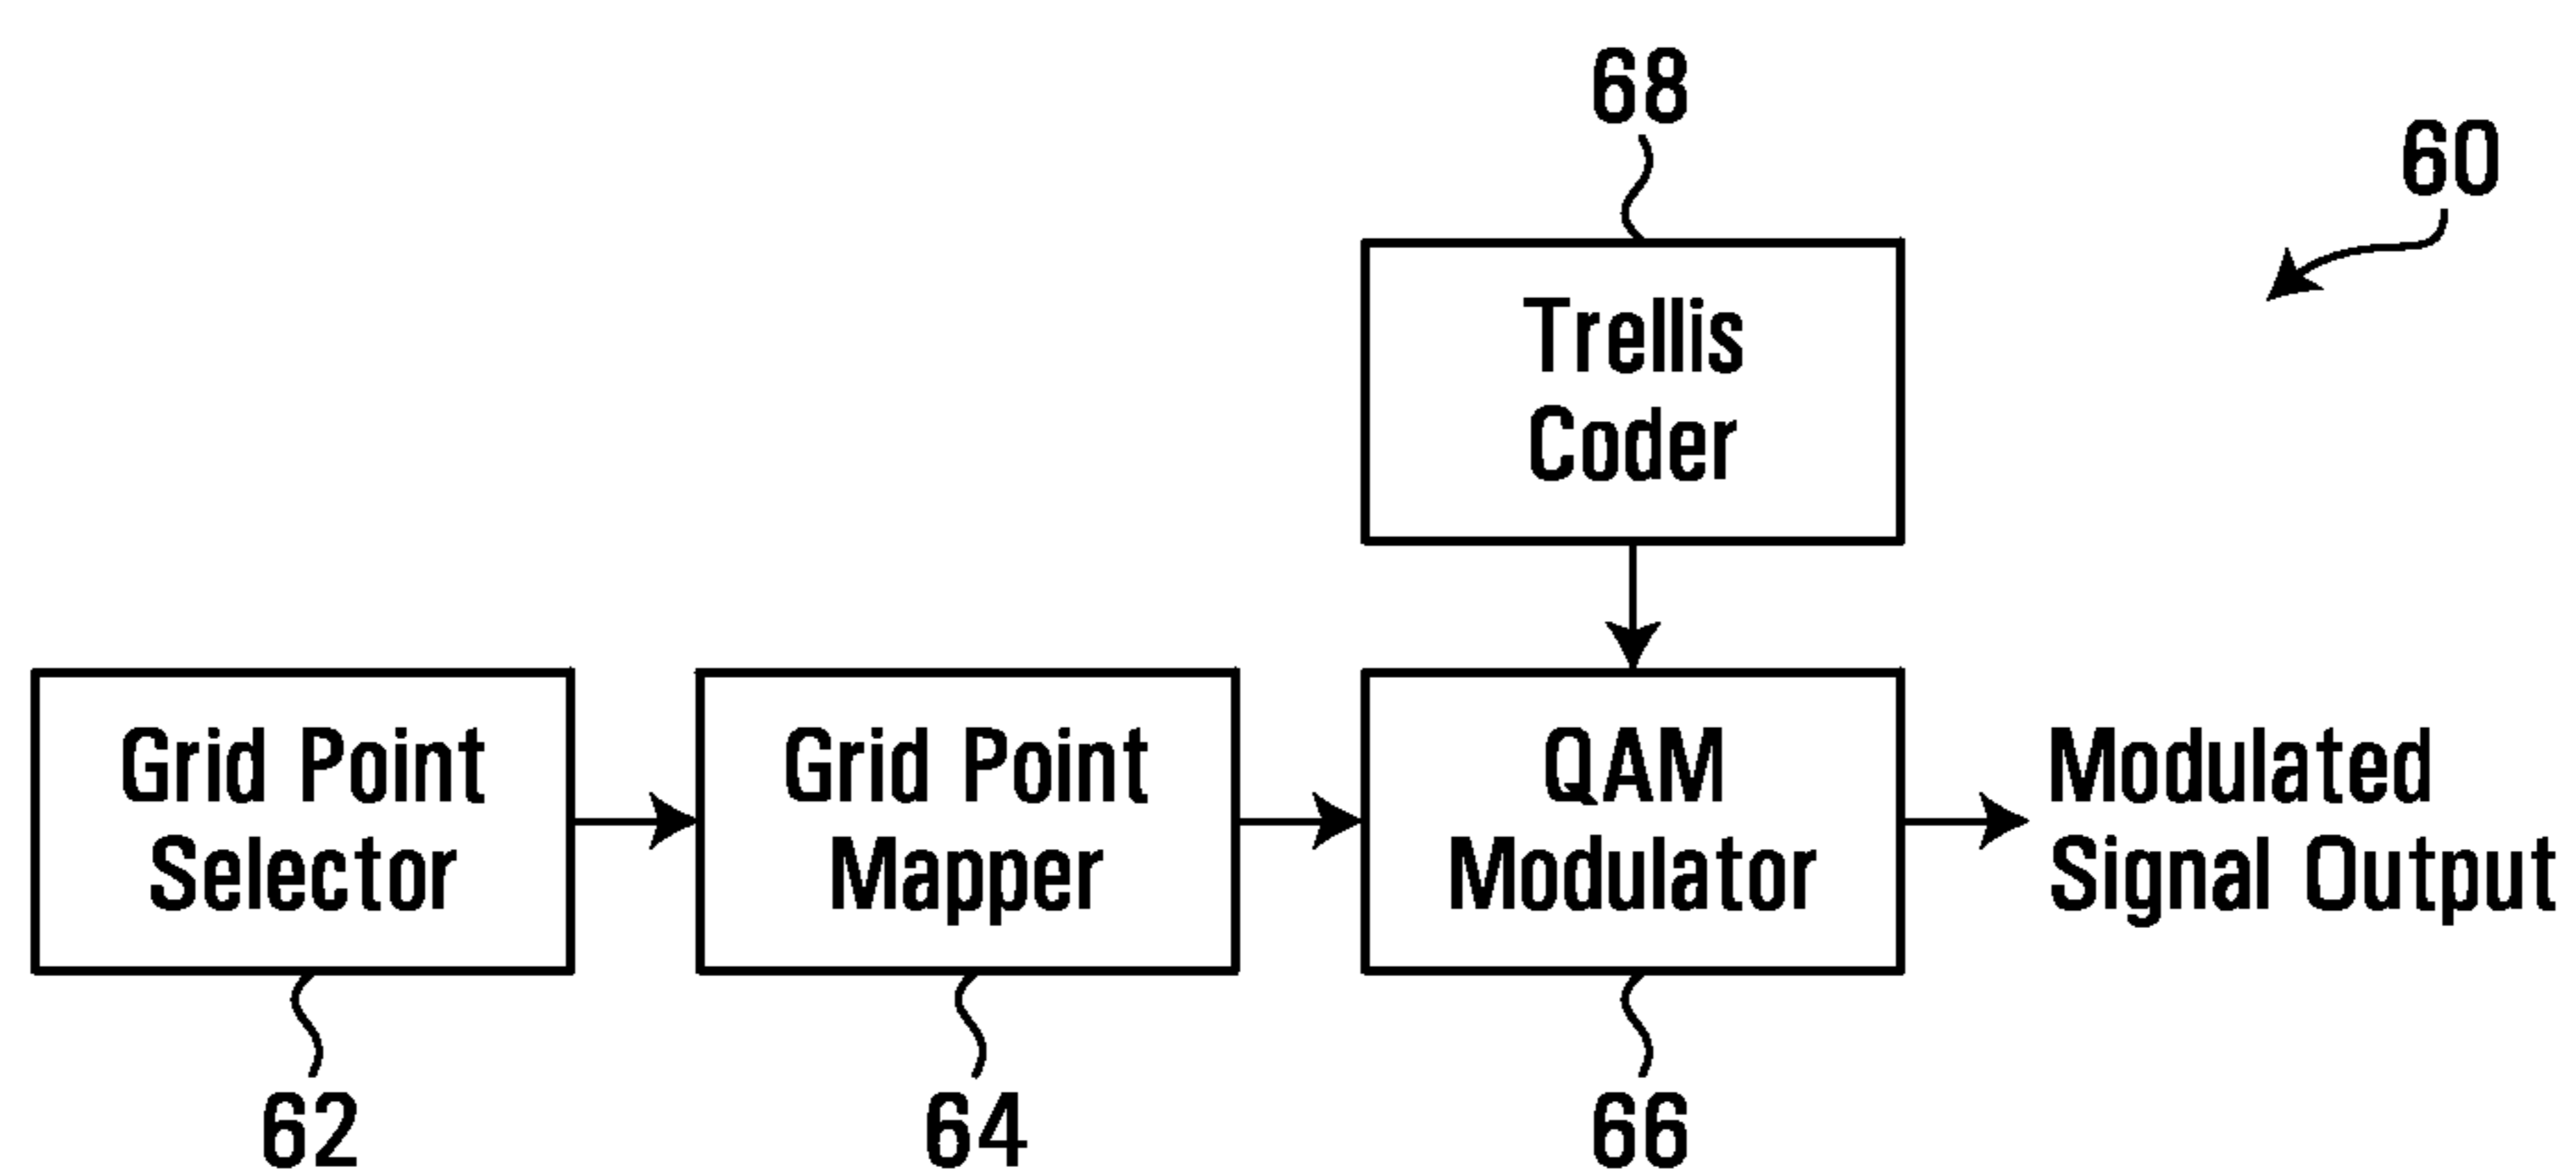 68
60
Trellis
Coder
Grid Point
Selector
Grid Point
Mapper
QAM
Modulator
Modulated
Signal Output
62
64
66